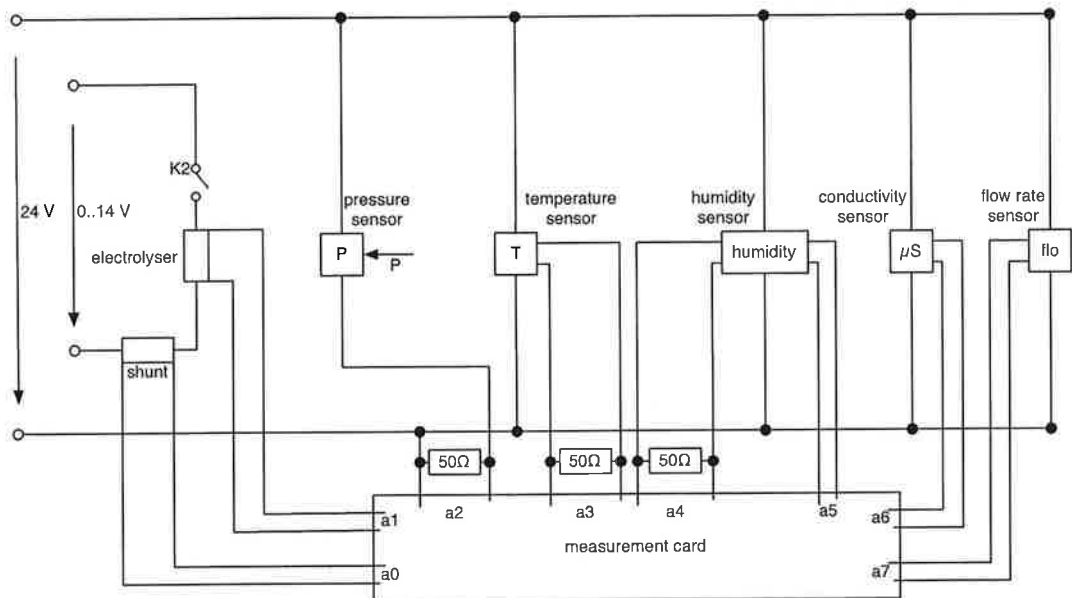 24 V
0..14 V
K2
electrolyser
shunt
pressure
sensor
P
P
temperature
sensor
T
humidity
sensor
humidity
conductivity
sensor
µS
flow rate
sensor
flo
50Ω
50Ω
50Ω
a1
a2
a3
a4
a5
a6
measurement card
a0
a7